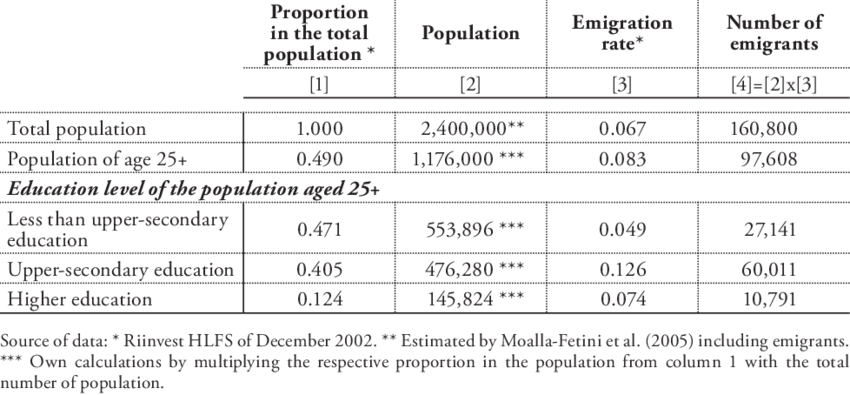 Proportion in the total population * Population Emigration rate* Number of emigrants
[1] [2] [3] [4]=[2]x[3]
Total population 1.000 2,400,000** 0.067 160,800
Population of age 25+ 0.490 1,176,000 *** 0.083 97,608
Education level of the population aged 25+
Less than upper-secondary education 0.471 553,896 *** 0.049 27,141
Upper-secondary education 0.405 476,280 *** 0.126 60,011
Higher education 0.124 145,824 *** 0.074 10,791
Source of data: * Riinvest HLFS of December 2002. ** Estimated by Moalla-Fetini et al. (2005) including emigrants.
*** Own calculations by multiplying the respective proportion in the population from column 1 with the total
number of population.